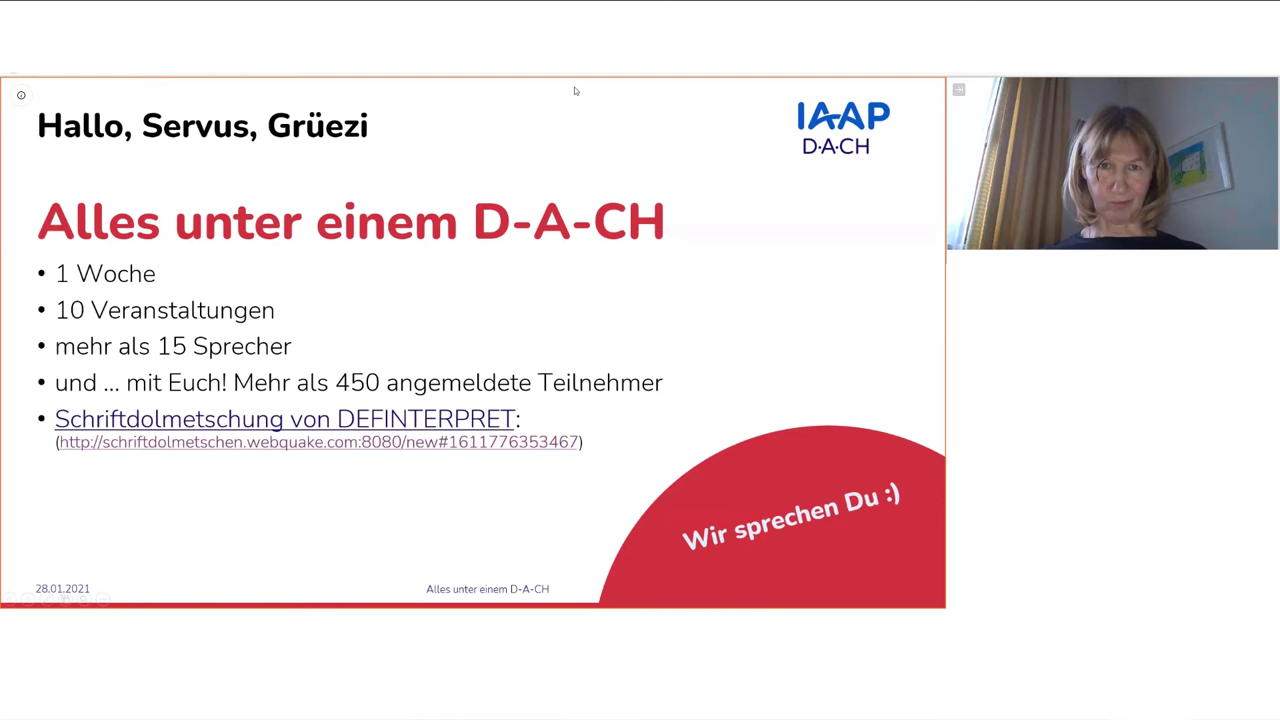 Hallo, Servus, Grüezi
IAAP
D·A·CH
Alles unter einem D-A-CH
• 1 Woche
• 10 Veranstaltungen
• mehr als 15 Sprecher
• und ... mit Euch! Mehr als 450 angemeldete Teilnehmer
• Schriftdolmetschung von DEFINTERPRET:
(http://schriftdolmetschen.webquake.com:8080/new#1611776353467)
Wir sprechen Du :)
28.01.2021
Alles unter einem D-A-CH